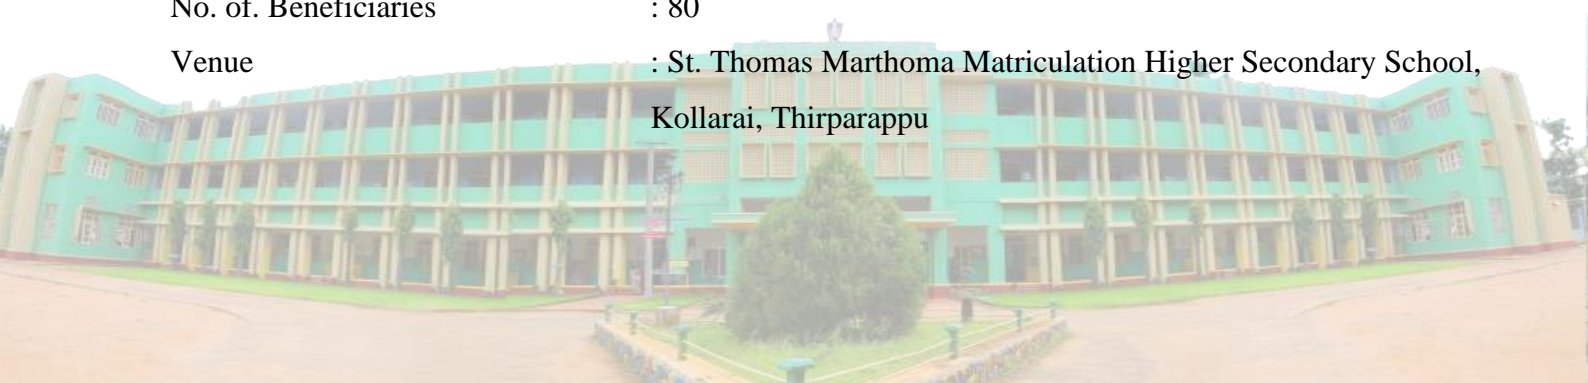 No. of. Beneficiaries : 80
Venue : St. Thomas Marthoma Matriculation Higher Secondary School,
Kollarai, Thirparappu